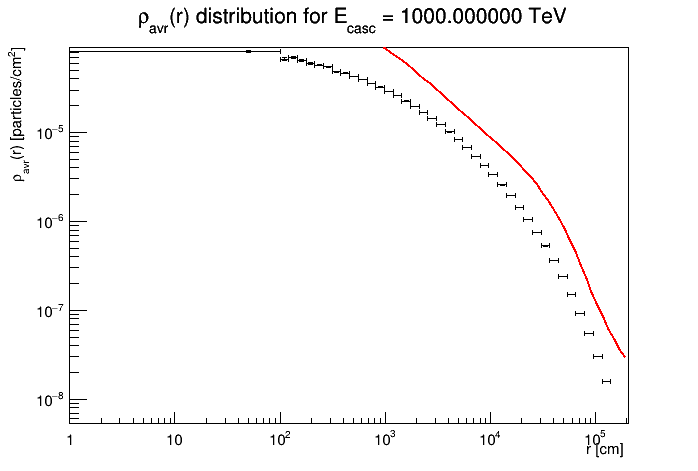 ρavr(r) distribution for Ecasc = 1000.000000 TeV
ρavr(r) [particles/cm²]
10⁻⁵
10⁻⁶
10⁻⁷
10⁻⁸
1 10 10² 10³ 10⁴ 10⁵
r [cm]